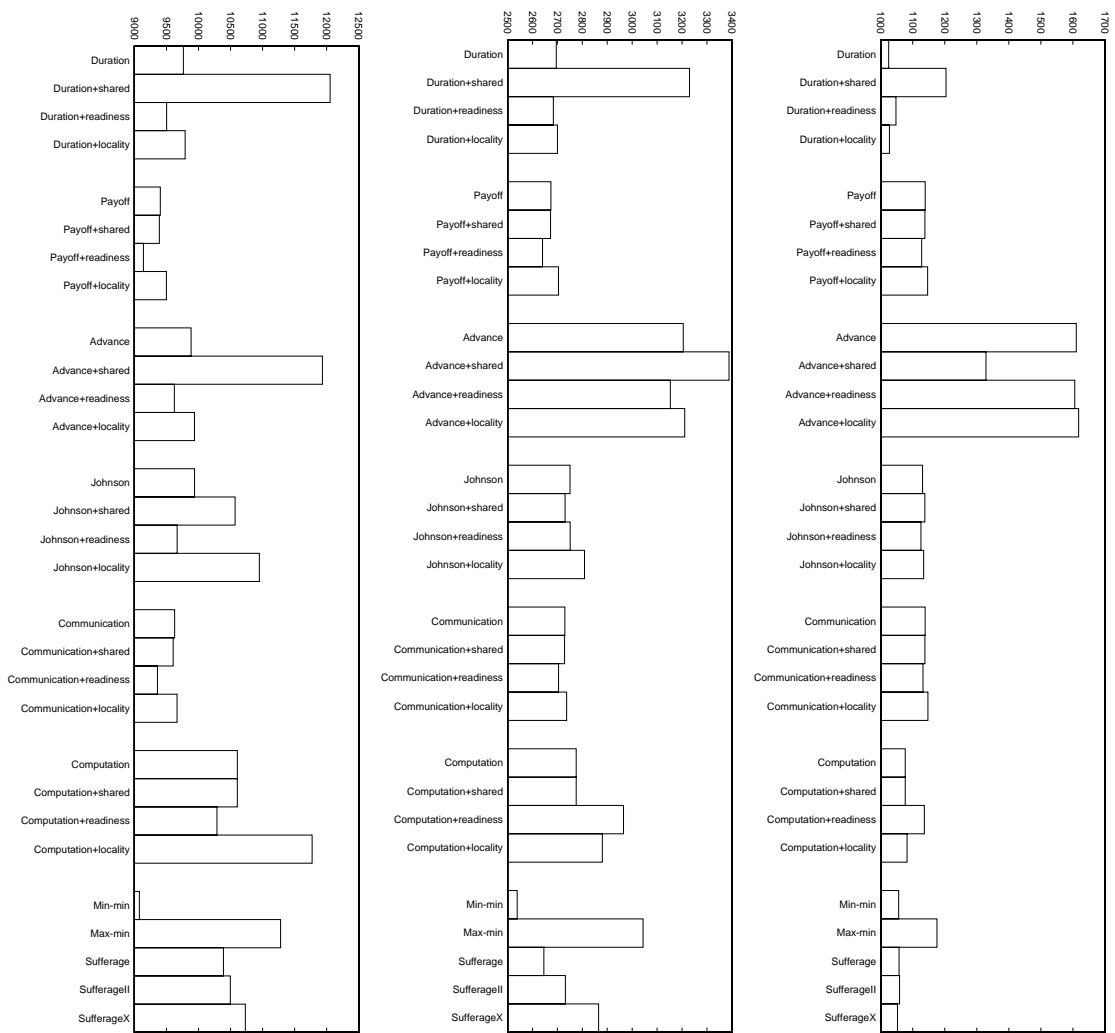 9000 9500 10000 10500 11000 11500 12000 12500
Duration
Duration+shared
Duration+readiness
Duration+locality
Payoff
Payoff+shared
Payoff+readiness
Payoff+locality
Advance
Advance+shared
Advance+readiness
Advance+locality
Johnson
Johnson+shared
Johnson+readiness
Johnson+locality
Communication
Communication+shared
Communication+readiness
Communication+locality
Computation
Computation+shared
Computation+readiness
Computation+locality
Min-min
Max-min
Sufferage
SufferageII
SufferageX
2500 2600 2700 2800 2900 3000 3100 3200 3300 3400
Duration
Duration+shared
Duration+readiness
Duration+locality
Payoff
Payoff+shared
Payoff+readiness
Payoff+locality
Advance
Advance+shared
Advance+readiness
Advance+locality
Johnson
Johnson+shared
Johnson+readiness
Johnson+locality
Communication
Communication+shared
Communication+readiness
Communication+locality
Computation
Computation+shared
Computation+readiness
Computation+locality
Min-min
Max-min
Sufferage
SufferageII
SufferageX
1000 1100 1200 1300 1400 1500 1600 1700
Duration
Duration+shared
Duration+readiness
Duration+locality
Payoff
Payoff+shared
Payoff+readiness
Payoff+locality
Advance
Advance+shared
Advance+readiness
Advance+locality
Johnson
Johnson+shared
Johnson+readiness
Johnson+locality
Communication
Communication+shared
Communication+readiness
Communication+locality
Computation
Computation+shared
Computation+readiness
Computation+locality
Min-min
Max-min
Sufferage
SufferageII
SufferageX